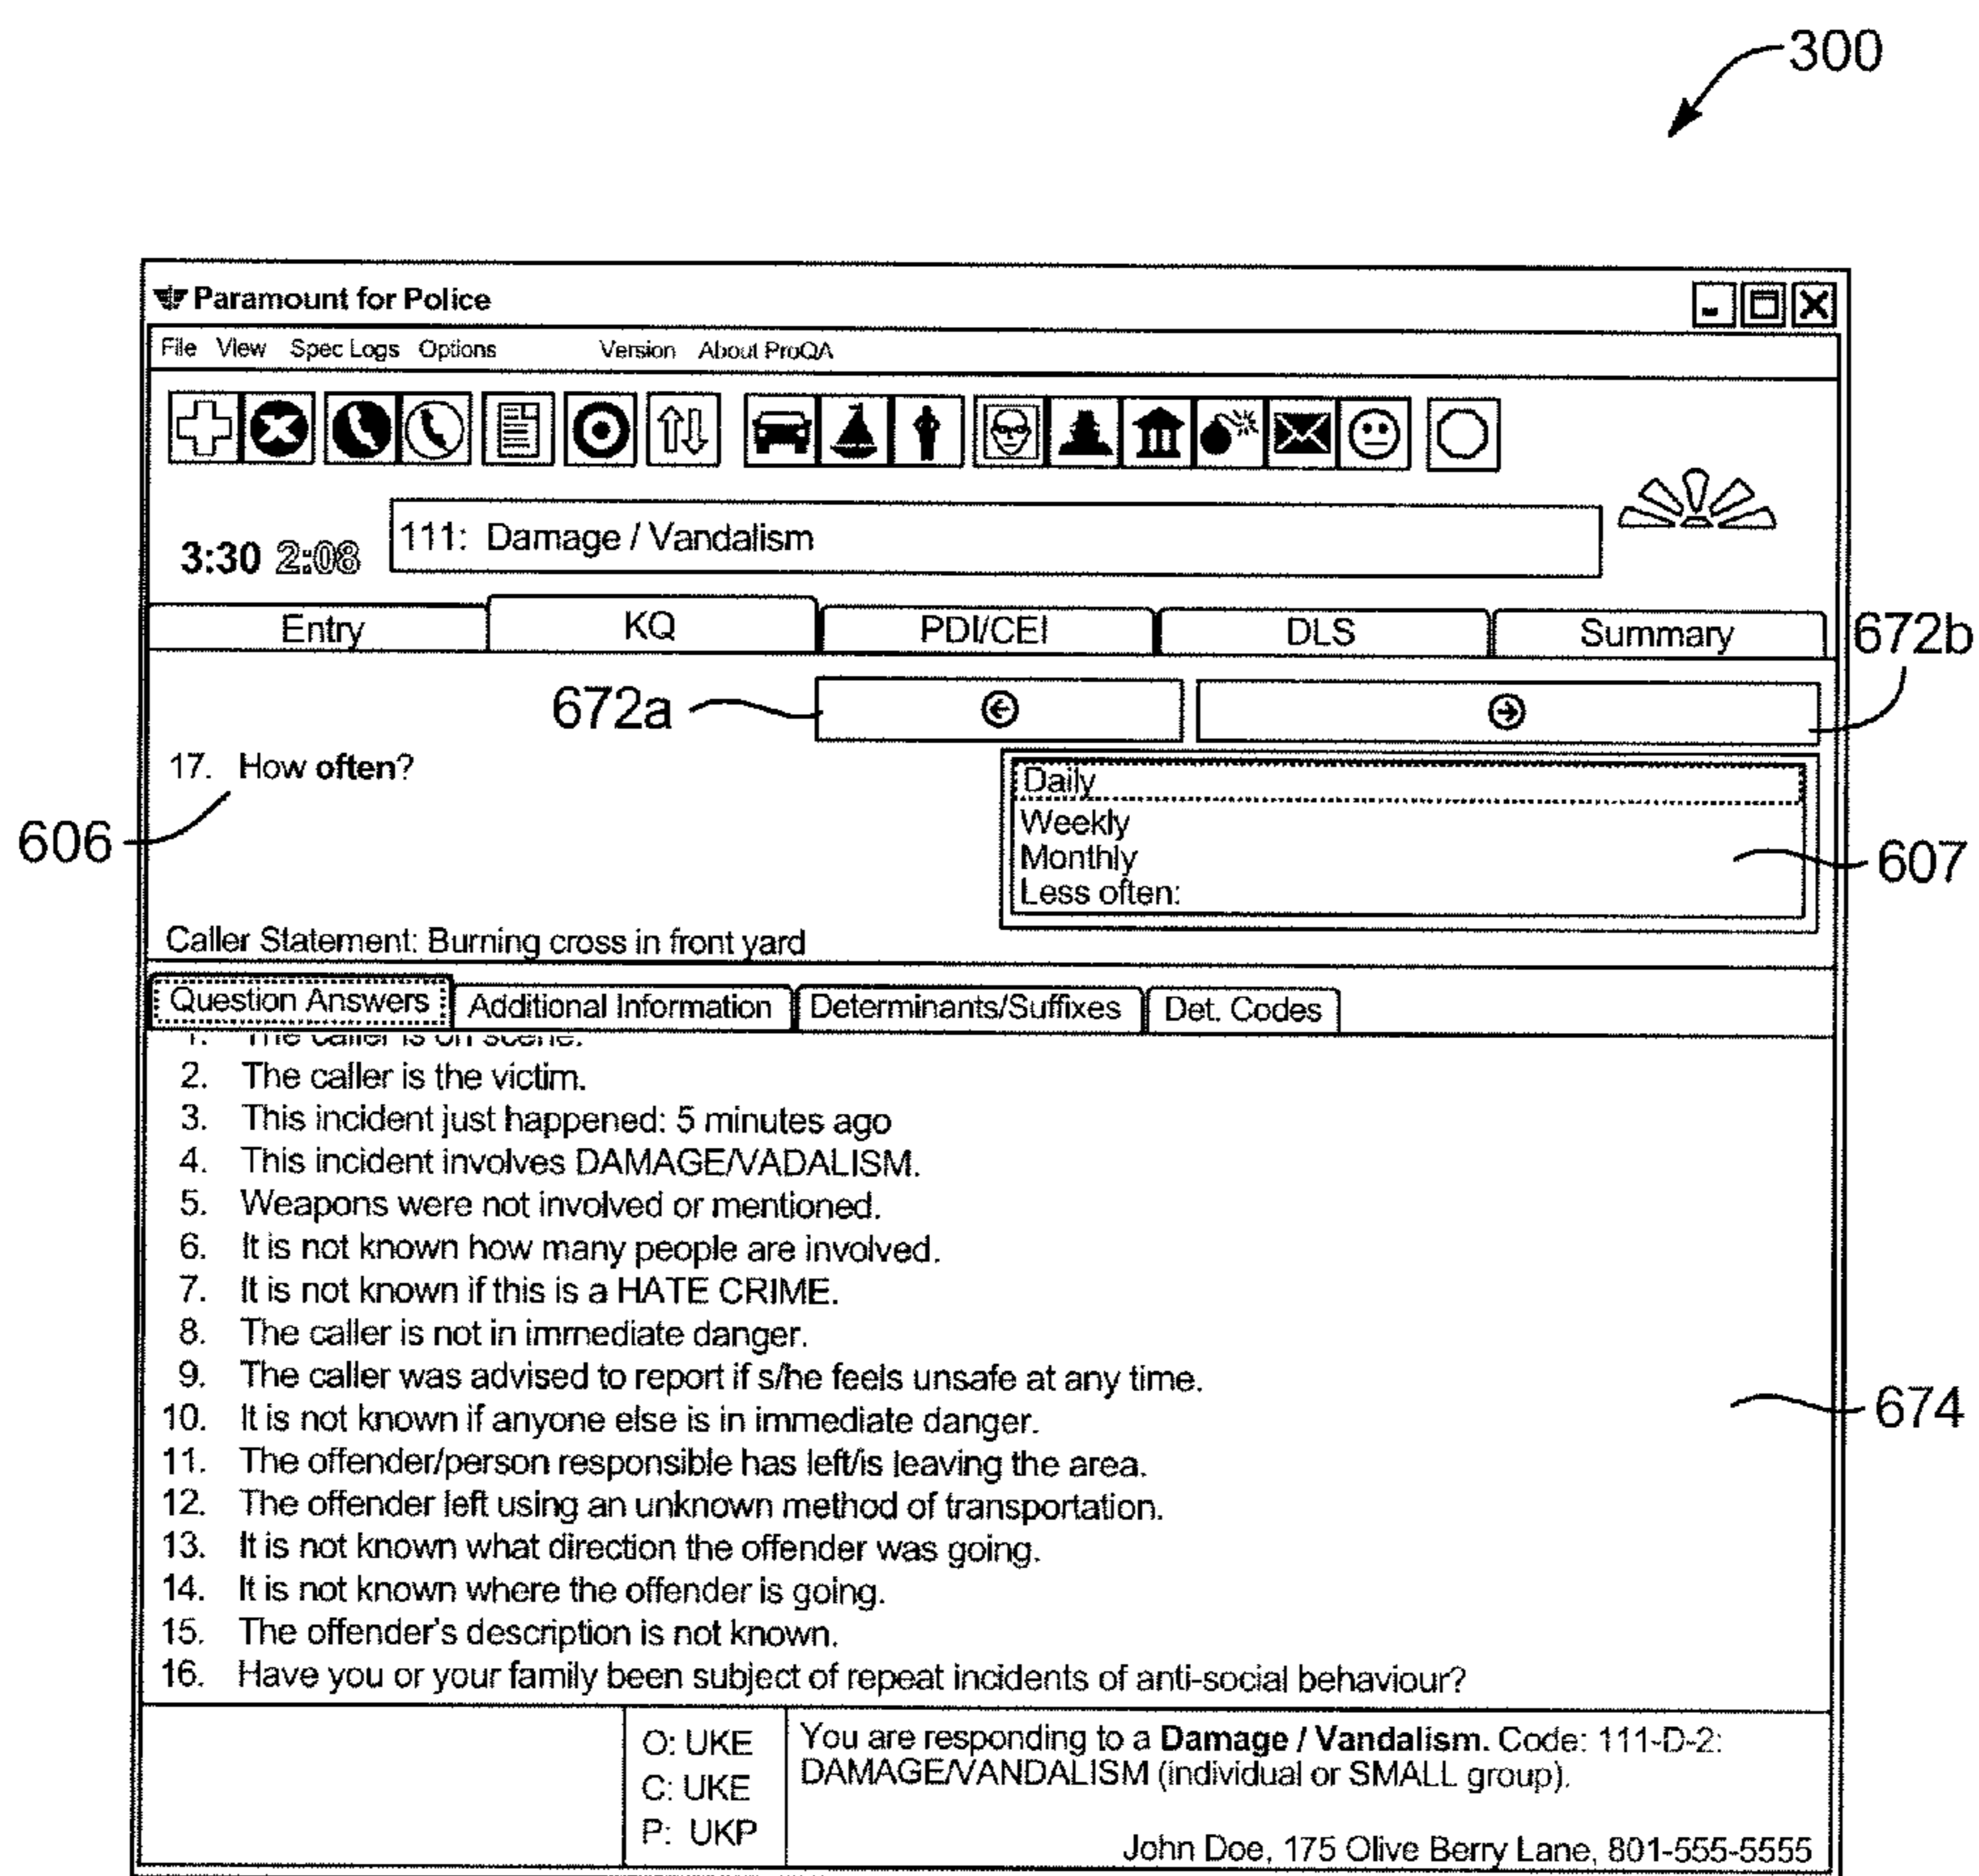 300
Paramount for Police
File View Spec Logs Options Version About ProQA
3:30 2:08 111: Damage / Vandalism
Entry KQ PDI/CEI DLS Summary
672b
672a
17. How often?
606
Daily
Weekly
Monthly
Less often:
607
Caller Statement: Burning cross in front yard
Question Answers Additional Information Determinants/Suffixes Det. Codes
1. The caller is on scene.
2. The caller is the victim.
3. This incident just happened: 5 minutes ago
4. This incident involves DAMAGE/VADALISM.
5. Weapons were not involved or mentioned.
6. It is not known how many people are involved.
7. It is not known if this is a HATE CRIME.
8. The caller is not in immediate danger.
9. The caller was advised to report if s/he feels unsafe at any time.
10. It is not known if anyone else is in immediate danger.
674
11. The offender/person responsible has left/is leaving the area.
12. The offender left using an unknown method of transportation.
13. It is not known what direction the offender was going.
14. It is not known where the offender is going.
15. The offender's description is not known.
16. Have you or your family been subject of repeat incidents of anti-social behaviour?
O: UKE
C: UKE
P: UKP
You are responding to a Damage / Vandalism. Code: 111-D-2:
DAMAGE/VANDALISM (individual or SMALL group).
John Doe, 175 Olive Berry Lane, 801-555-5555